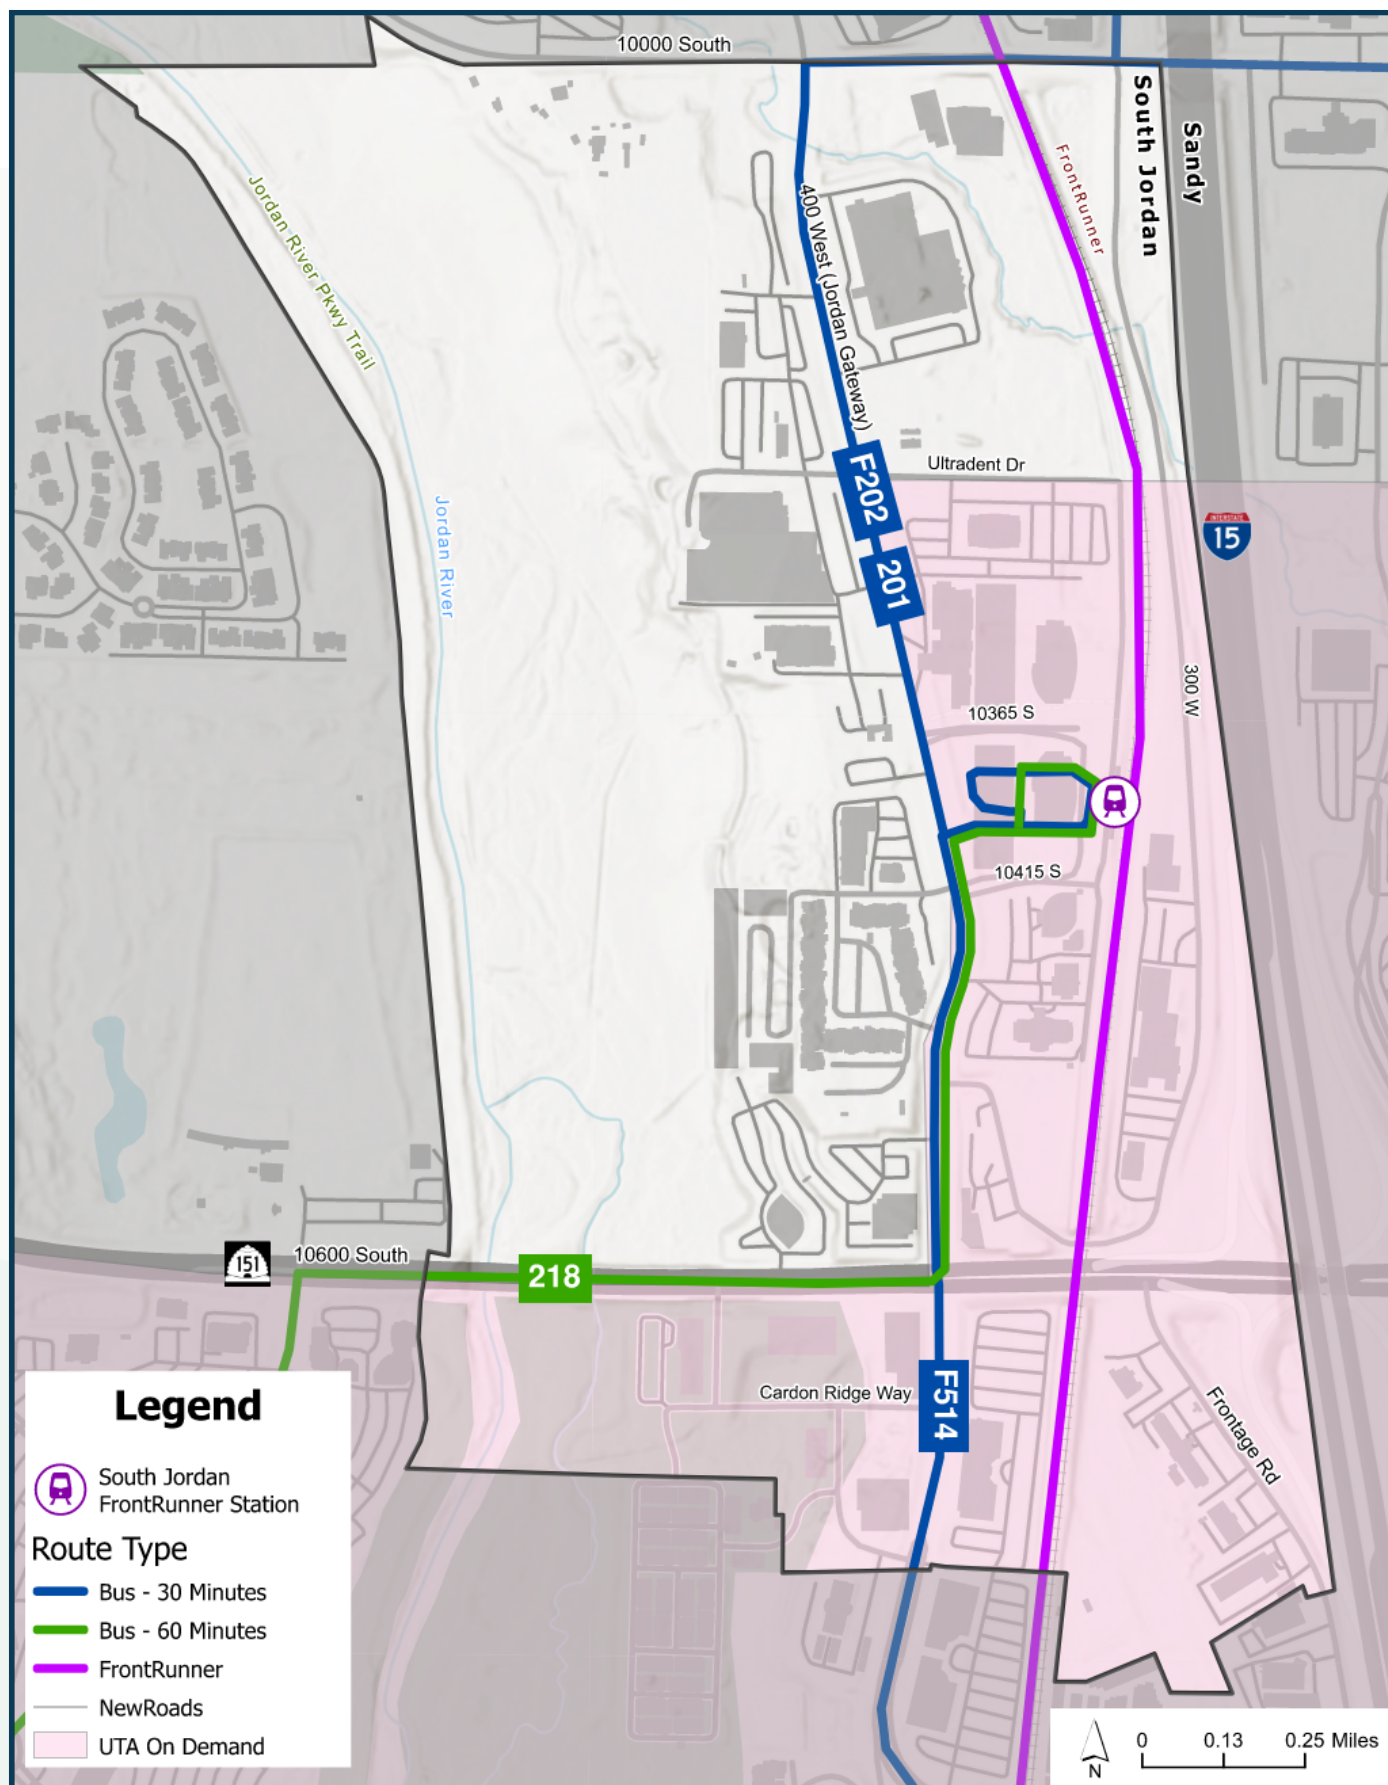 10000 South
South Jordan
Sandy
FrontRunner
Jordan River Pkwy Trail
400 West (Jordan Gateway)
Ultradent Dr
F202
201
INTERSTATE
15
Jordan River
300 W
10365 S
10415 S
151
10600 South
218
Cardon Ridge Way
F514
Frontage Rd
Legend
South Jordan
FrontRunner Station
Route Type
Bus - 30 Minutes
Bus - 60 Minutes
FrontRunner
NewRoads
UTA On Demand
N
0 0.13 0.25 Miles